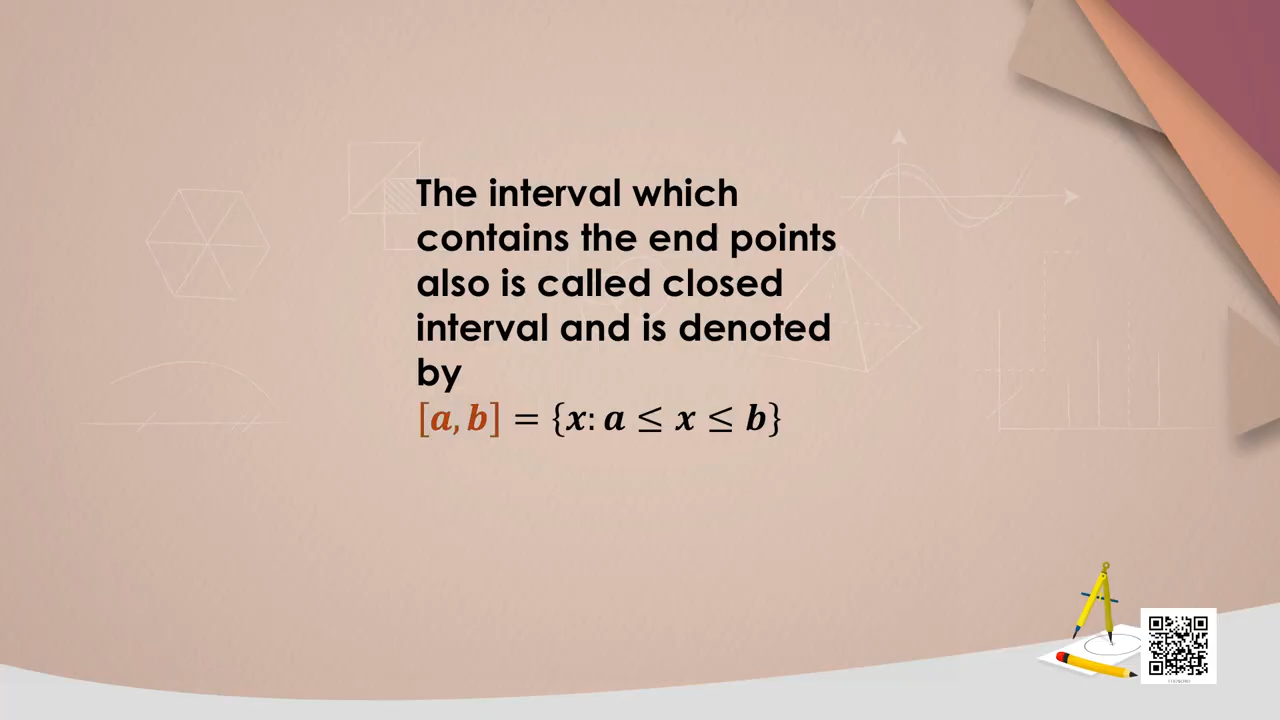 The interval which
contains the end points
also is called closed
interval and is denoted
by
[a, b] = {x: a ≤ x ≤ b}